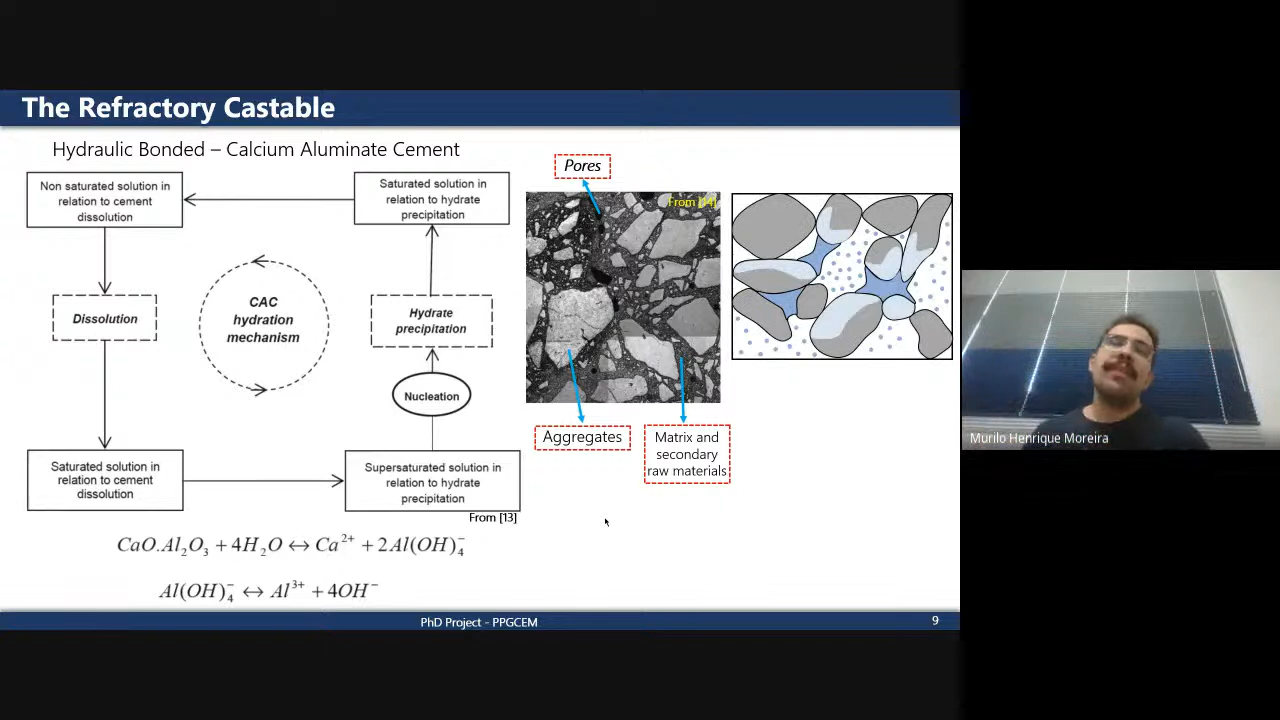 The Refractory Castable
Hydraulic Bonded – Calcium Aluminate Cement
Non saturated solution in
relation to cement
dissolution
Saturated solution in
relation to hydrate
precipitation
Dissolution
CAC
hydration
mechanism
Hydrate
precipitation
Nucleation
Saturated solution in
relation to cement
dissolution
Supersaturated solution in
relation to hydrate
precipitation
From [13]
Pores
From [14]
Aggregates
Matrix and
secondary
raw materials
CaO.Al₂O₃ + 4H₂O ↔ Ca²⁺ + 2Al(OH)₄⁻
Al(OH)₄⁻ ↔ Al³⁺ + 4OH⁻
PhD Project - PPGCEM
9
Murilo Henrique Moreira